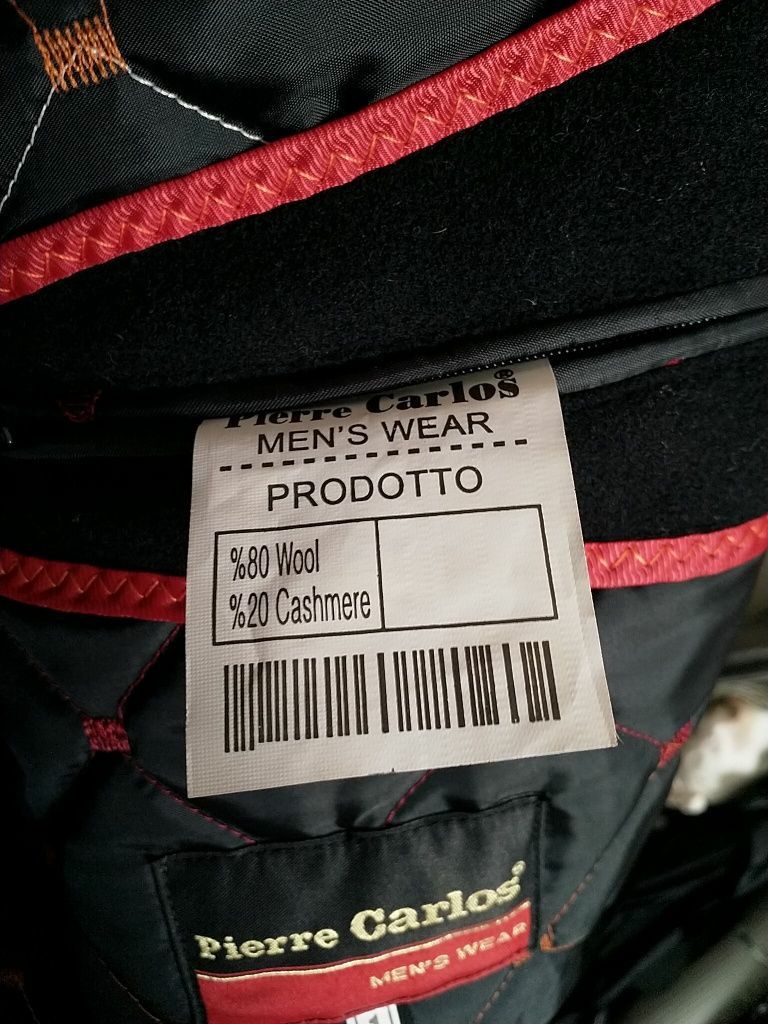 Pierre Carlos®
MEN'S WEAR
PRODOTTO
%80 Wool
%20 Cashmere
Pierre Carlos®
MEN'S WEAR